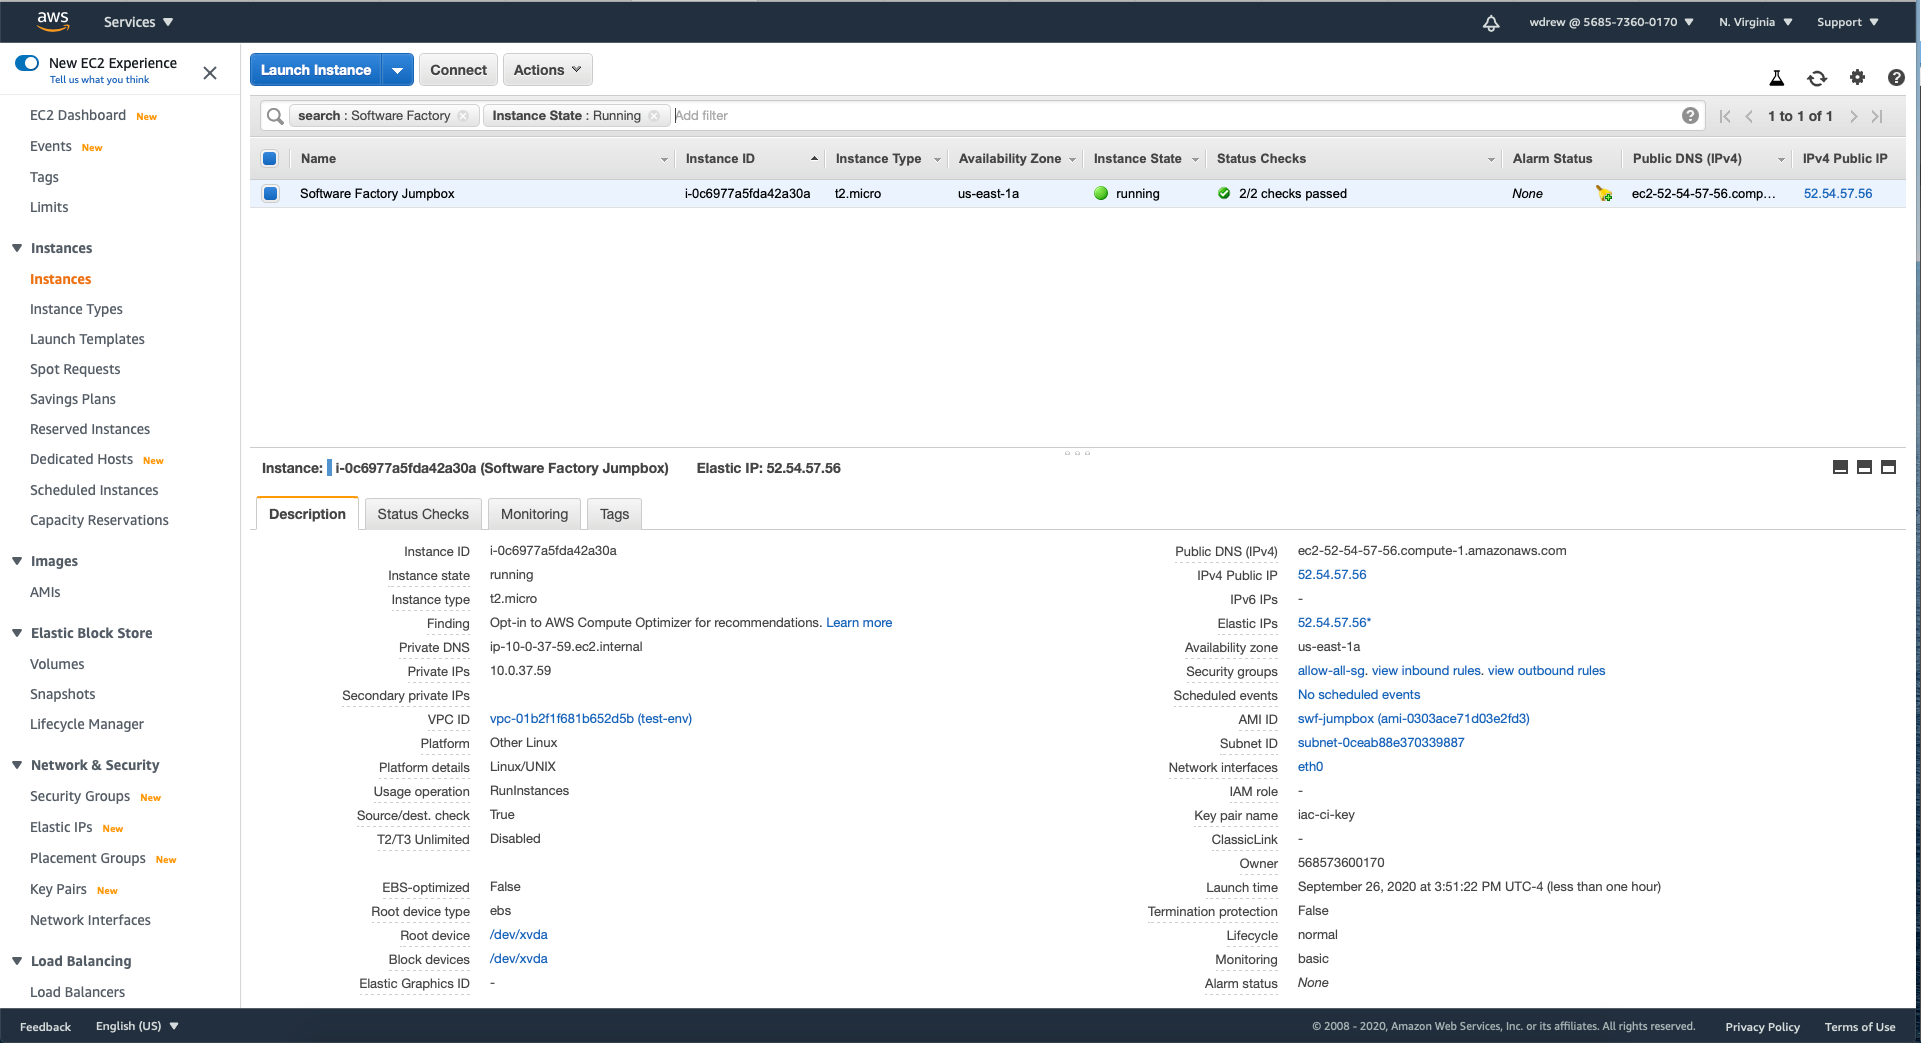 aws Services wdrew @ 5685-7360-0170 N. Virginia Support
New EC2 Experience
Tell us what you think
EC2 Dashboard New
Events New
Tags
Limits
Instances
Instances
Instance Types
Launch Templates
Spot Requests
Savings Plans
Reserved Instances
Dedicated Hosts New
Scheduled Instances
Capacity Reservations
Images
AMIs
Elastic Block Store
Volumes
Snapshots
Lifecycle Manager
Network & Security
Security Groups New
Elastic IPs New
Placement Groups New
Key Pairs New
Network Interfaces
Load Balancing
Load Balancers
Launch Instance Connect Actions
search : Software Factory Instance State : Running Add filter 1 to 1 of 1
Name Instance ID Instance Type Availability Zone Instance State Status Checks Alarm Status Public DNS (IPv4) IPv4 Public IP
Software Factory Jumpbox i-0c6977a5fda42a30a t2.micro us-east-1a running 2/2 checks passed None ec2-52-54-57-56.comp... 52.54.57.56
Instance: i-0c6977a5fda42a30a (Software Factory Jumpbox) Elastic IP: 52.54.57.56
Description Status Checks Monitoring Tags
Instance ID i-0c6977a5fda42a30a
Instance state running
Instance type t2.micro
Finding Opt-in to AWS Compute Optimizer for recommendations. Learn more
Private DNS ip-10-0-37-59.ec2.internal
Private IPs 10.0.37.59
Secondary private IPs
VPC ID vpc-01b2f1f681b652d5b (test-env)
Platform Other Linux
Platform details Linux/UNIX
Usage operation RunInstances
Source/dest. check True
T2/T3 Unlimited Disabled
EBS-optimized False
Root device type ebs
Root device /dev/xvda
Block devices /dev/xvda
Elastic Graphics ID -
Public DNS (IPv4) ec2-52-54-57-56.compute-1.amazonaws.com
IPv4 Public IP 52.54.57.56
IPv6 IPs -
Elastic IPs 52.54.57.56*
Availability zone us-east-1a
Security groups allow-all-sg. view inbound rules. view outbound rules
Scheduled events No scheduled events
AMI ID swf-jumpbox (ami-0303ace71d03e2fd3)
Subnet ID subnet-0ceab88e370339887
Network interfaces eth0
IAM role -
Key pair name iac-ci-key
ClassicLink -
Owner 568573600170
Launch time September 26, 2020 at 3:51:22 PM UTC-4 (less than one hour)
Termination protection False
Lifecycle normal
Monitoring basic
Alarm status None
Feedback English (US) © 2008 - 2020, Amazon Web Services, Inc. or its affiliates. All rights reserved. Privacy Policy Terms of Use